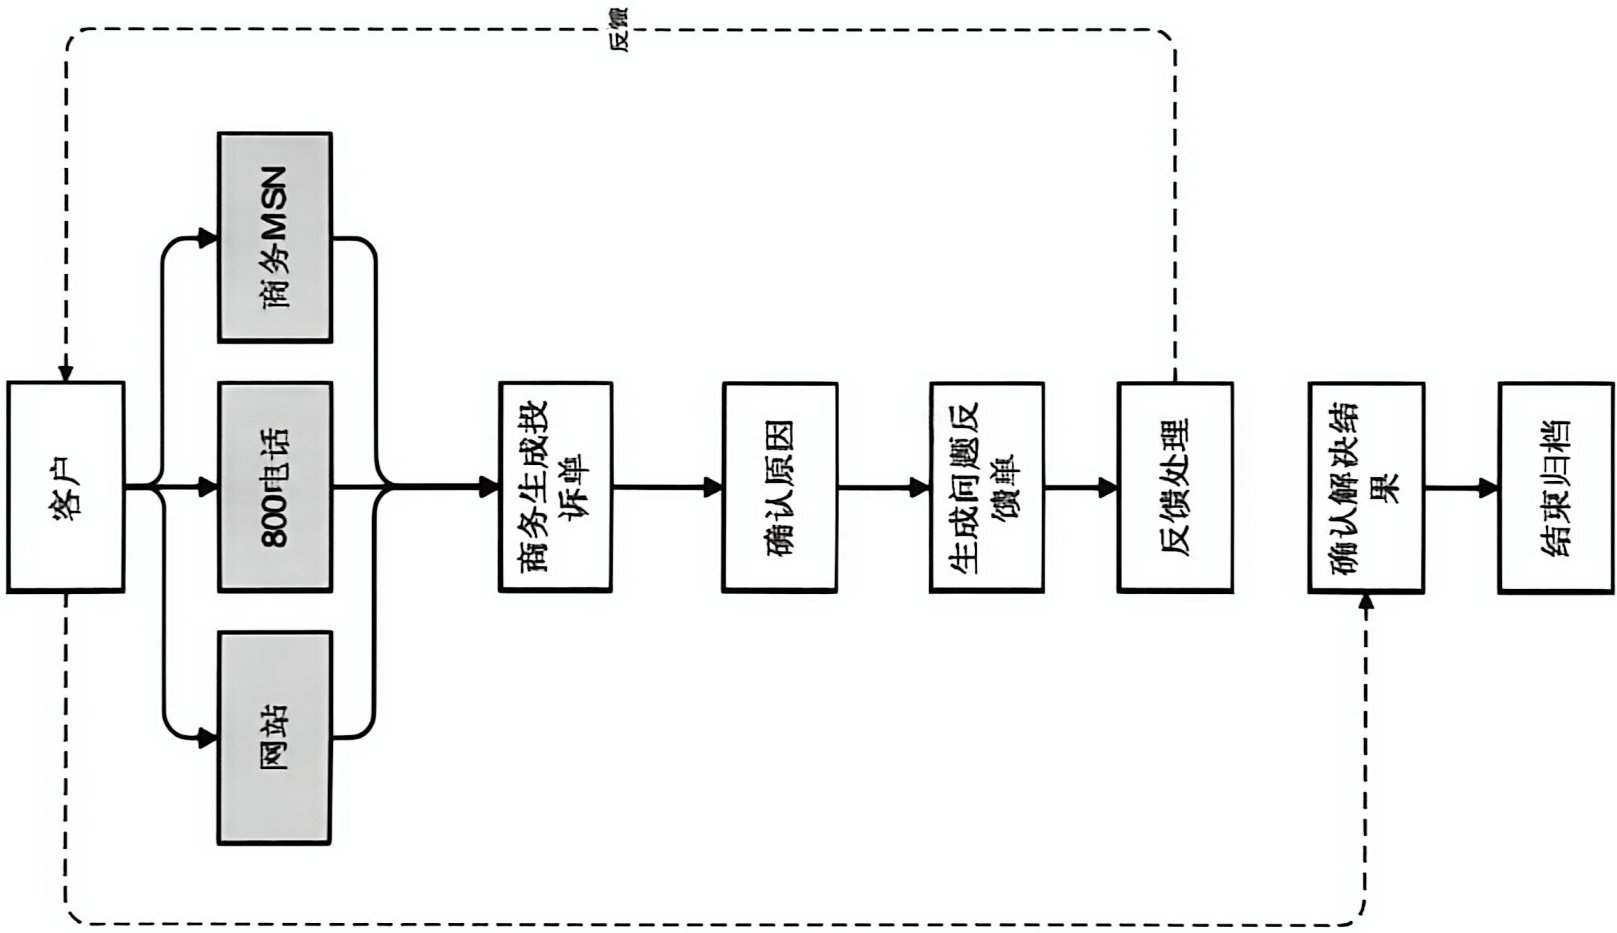 客户
网站
800电话
商务MSN
商务生成投
诉单
确认原因
生成问题反
馈单
反馈处理
反馈
确认解决结
果
结束归档